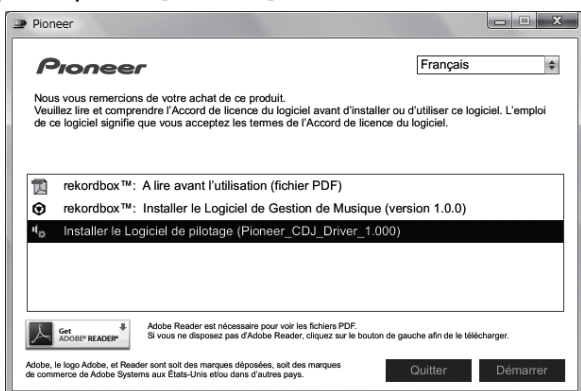 Pioneer
Pioneer
Français
Nous vous remercions de votre achat de ce produit.
Veuillez lire et comprendre l'Accord de licence du logiciel avant d'installer ou d'utiliser ce logiciel. L'emploi
de ce logiciel signifie que vous acceptez les termes de l'Accord de licence du logiciel.
rekordbox™: A lire avant l'utilisation (fichier PDF)
rekordbox™: Installer le Logiciel de Gestion de Musique (version 1.0.0)
Installer le Logiciel de pilotage (Pioneer_CDJ_Driver_1.000)
Get
ADOBE® READER®
Adobe Reader est nécessaire pour voir les fichiers PDF.
Si vous ne disposez pas d'Adobe Reader, cliquez sur le bouton de gauche afin de le télécharger.
Adobe, le logo Adobe, et Reader sont soit des marques déposées, soit des marques
de commerce de Adobe Systems aux États-Unis et/ou dans d'autres pays.
Quitter
Démarrer